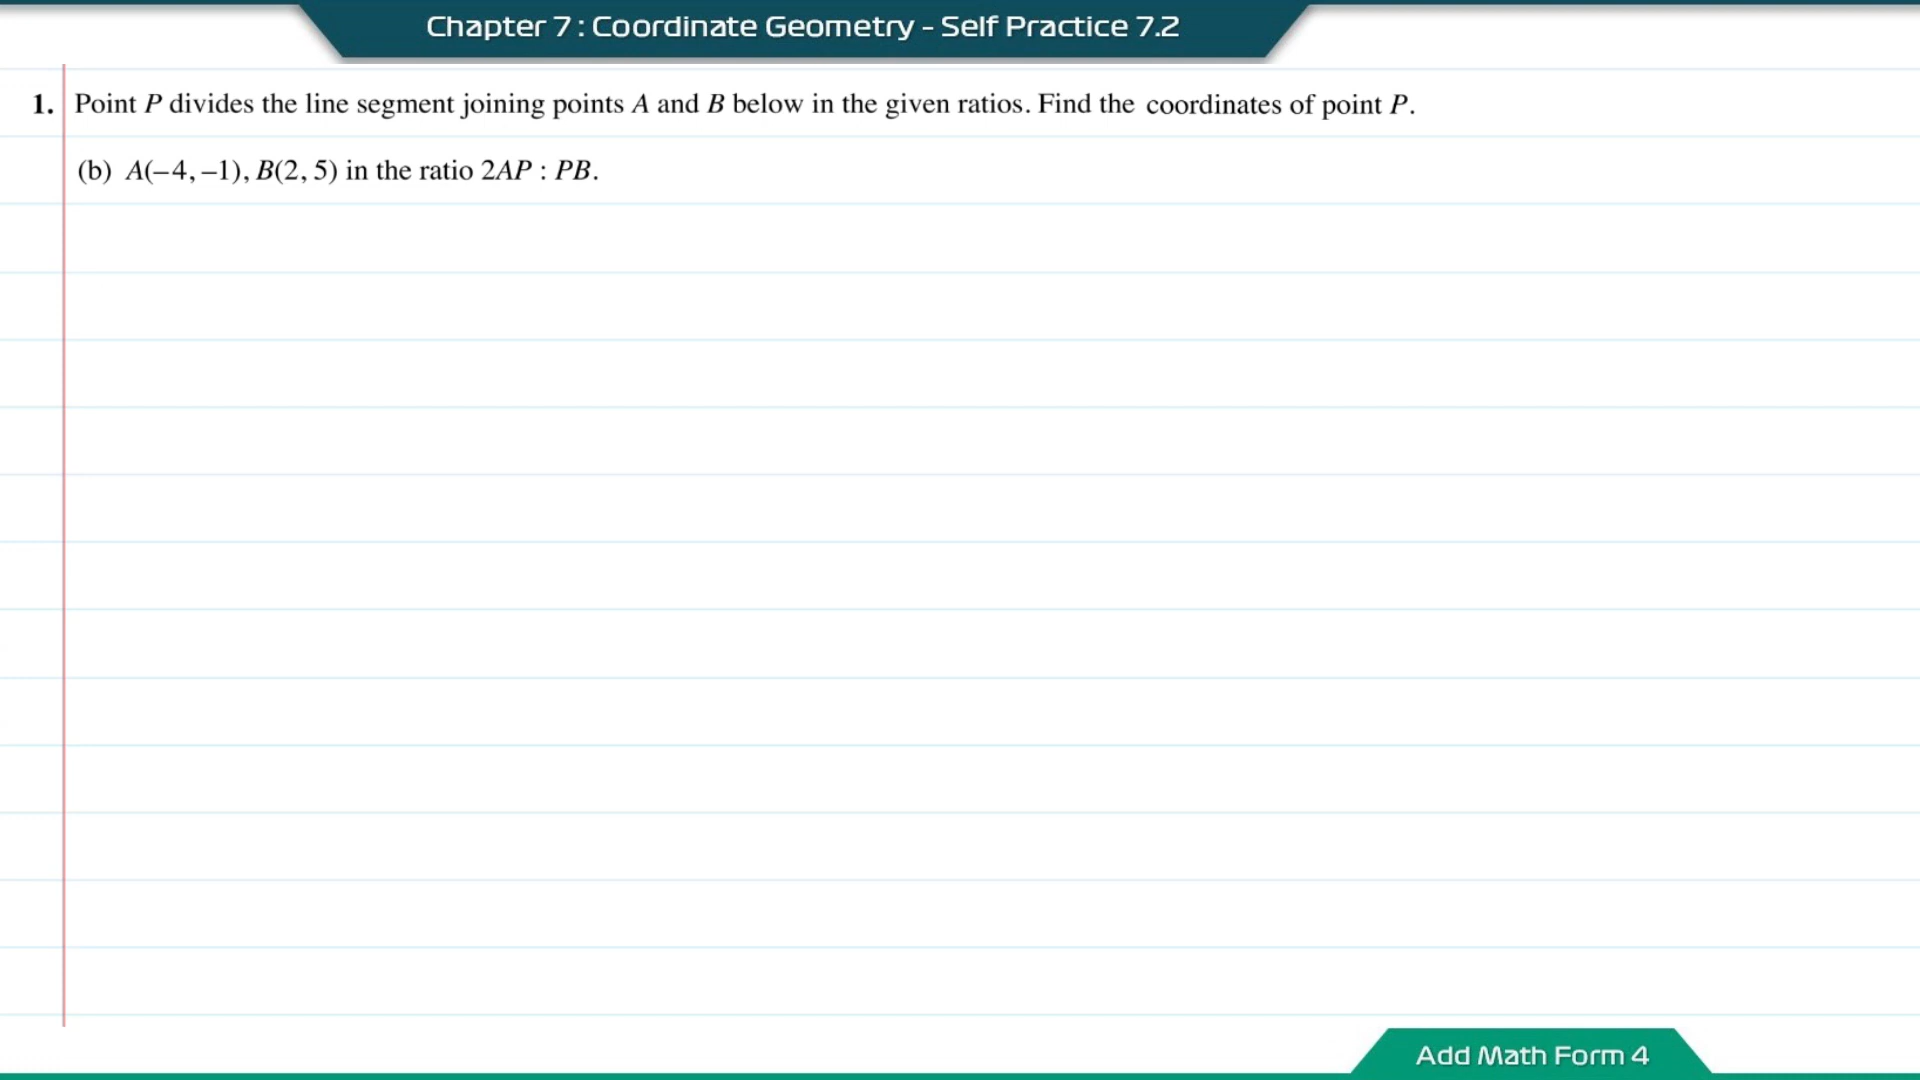 Chapter 7 : Coordinate Geometry - Self Practice 7.2
1. Point P divides the line segment joining points A and B below in the given ratios. Find the coordinates of point P.
(b) A(–4, –1), B(2, 5) in the ratio 2AP : PB.
Add Math Form 4